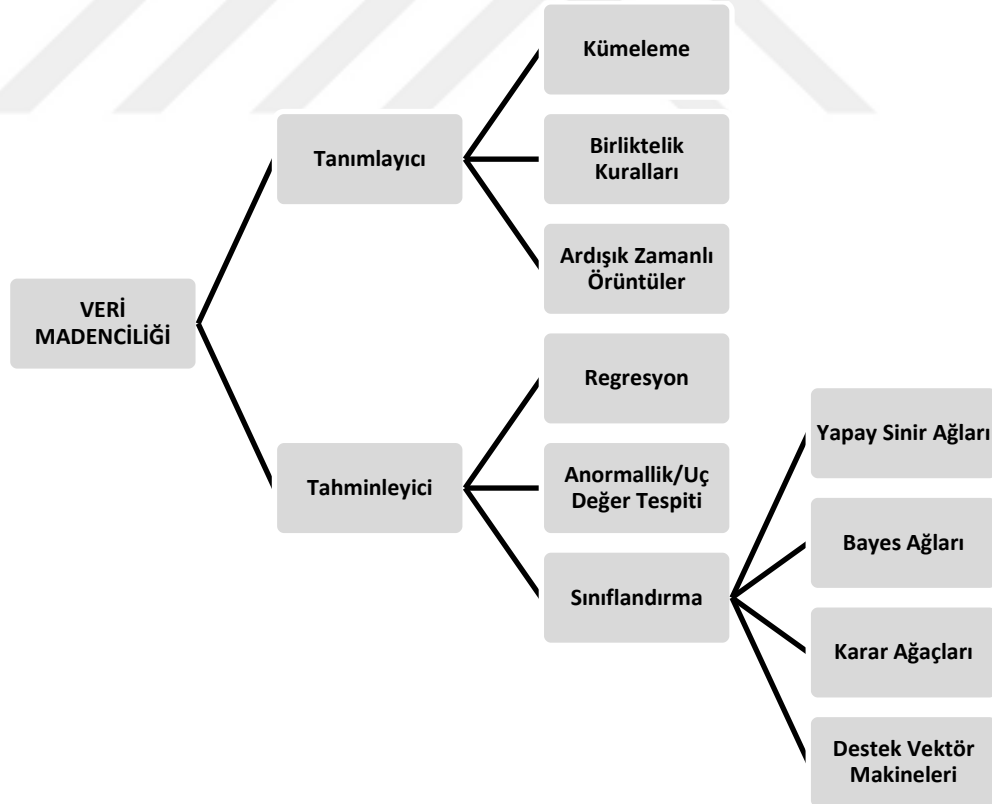 Kümeleme
Tanımlayıcı
Birliktelik
Kuralları
Ardışık Zamanlı
Örüntüler
VERİ
MADENCİLİĞİ
Regresyon
Tahminleyici
Anormallik/Uç
Değer Tespiti
Sınıflandırma
Yapay Sinir Ağları
Bayes Ağları
Karar Ağaçları
Destek Vektör
Makineleri